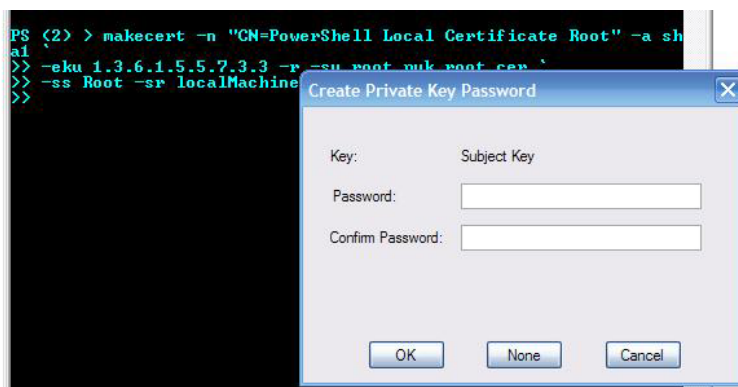 PS (2) > makecert -n "CN=PowerShell Local Certificate Root" -a sh
a1 `
>> -eku 1.3.6.1.5.5.7.3.3 -r -sv root.pvk root.cer `
>> -ss Root -sr localMachine
>>
Create Private Key Password
Key: Subject Key
Password:
Confirm Password:
OK None Cancel